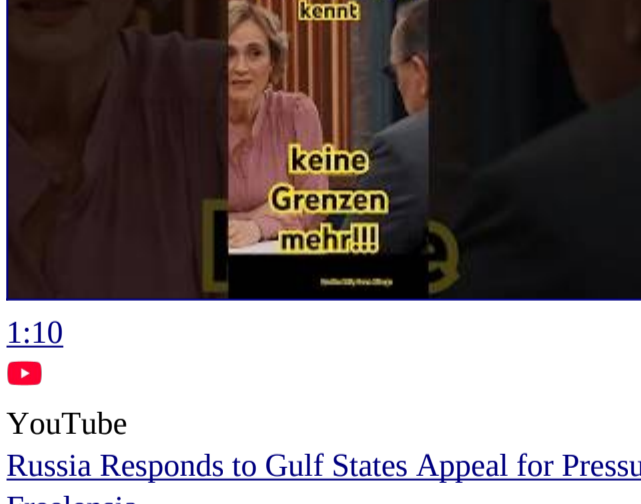 kennt
keine
Grenzen
mehr!!!
1:10
YouTube
Russia Responds to Gulf States Appeal for Pressu